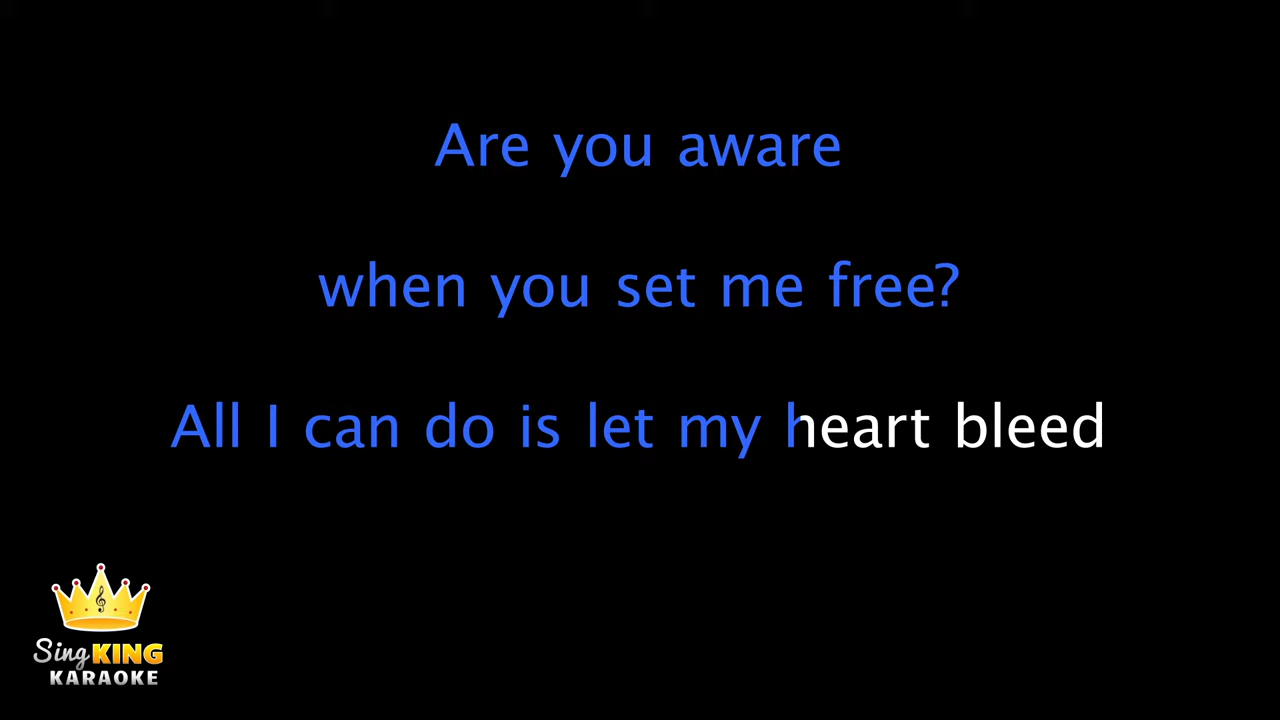 Are you aware
when you set me free?
All I can do is let my heart bleed
Sing KING
KARAOKE